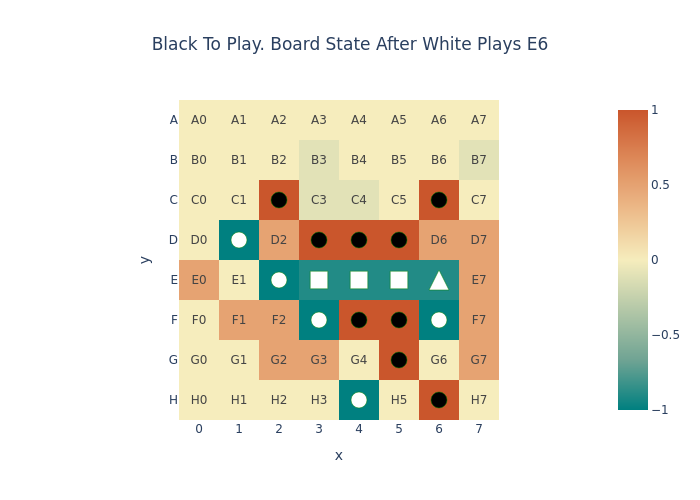 Black To Play. Board State After White Plays E6
A A0 A1 A2 A3 A4 A5 A6 A7
B B0 B1 B2 B3 B4 B5 B6 B7
C C0 C1 C3 C4 C5 C7
D D0 D2 D6 D7
E E0 E1 E7
F F0 F1 F2 F7
G G0 G1 G2 G3 G4 G6 G7
H H0 H1 H2 H3 H5 H7
0 1 2 3 4 5 6 7
x
y
1
0.5
0
−0.5
−1